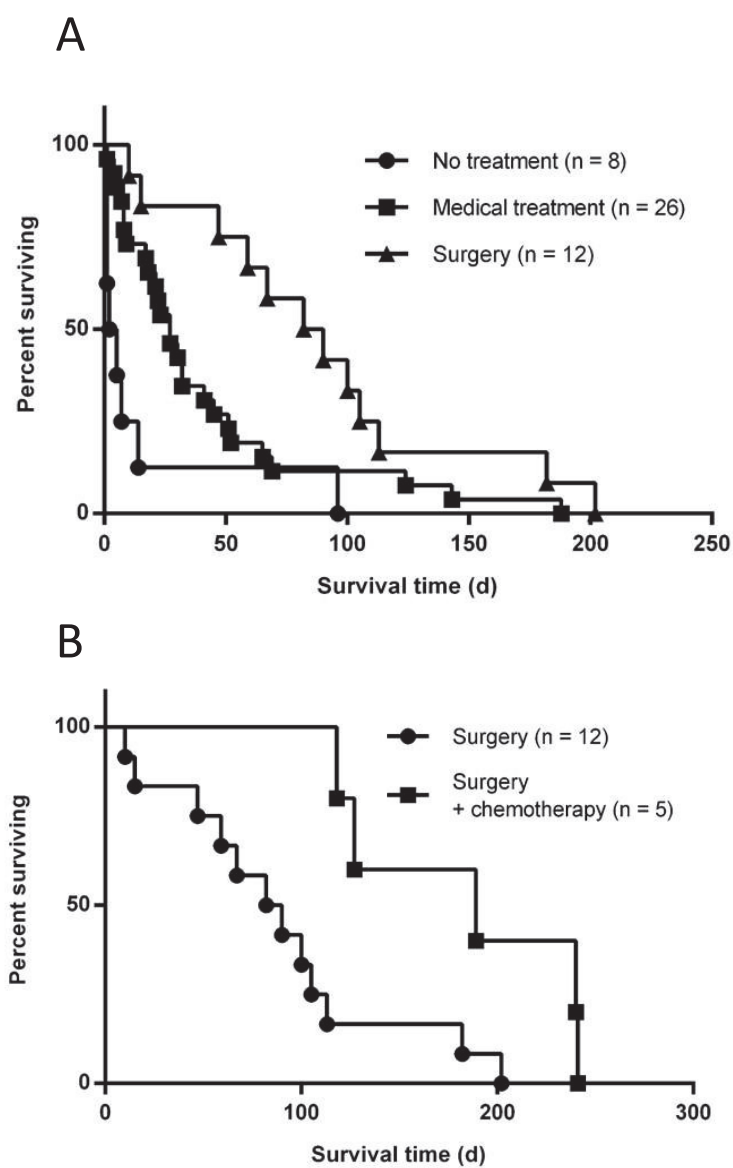 A
100
50
0
Percent surviving
No treatment (n = 8)
Medical treatment (n = 26)
Surgery (n = 12)
0 50 100 150 200 250
Survival time (d)
B
100
50
0
Percent surviving
Surgery (n = 12)
Surgery
+ chemotherapy (n = 5)
0 100 200 300
Survival time (d)